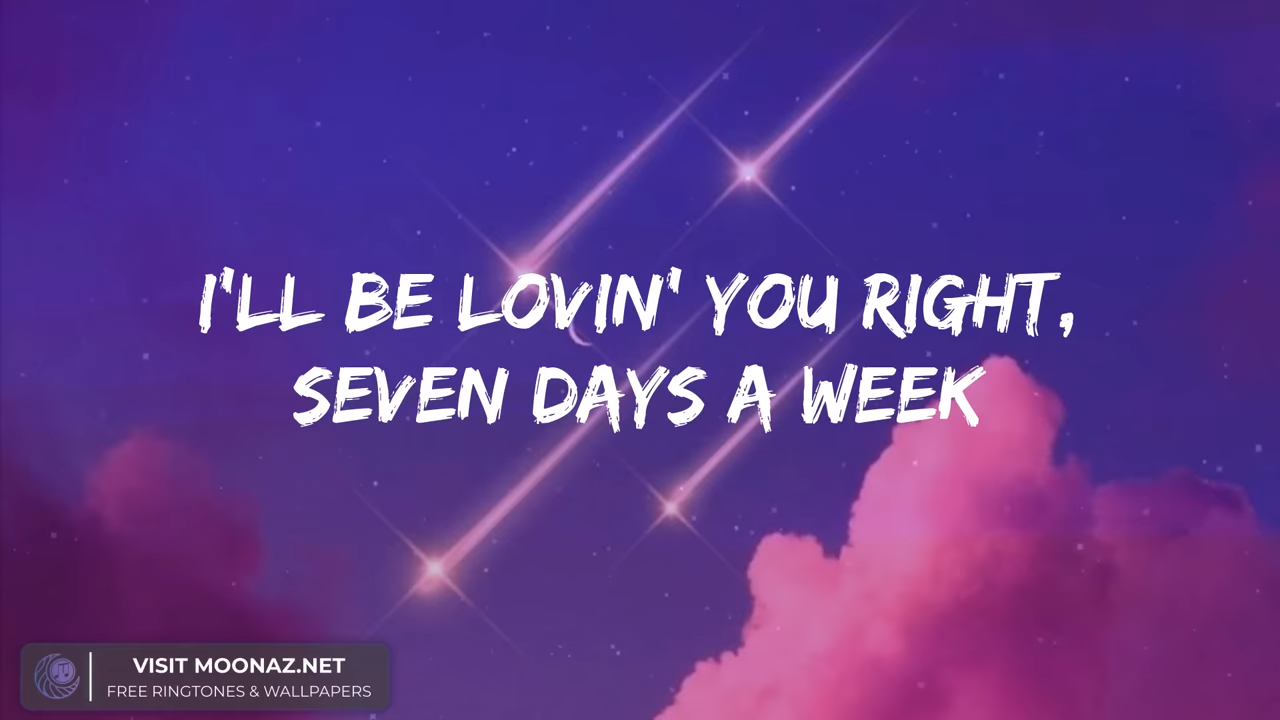 I'LL BE LOVIN' YOU RIGHT,
SEVEN DAYS A WEEK
VISIT MOONAZ.NET
FREE RINGTONES & WALLPAPERS